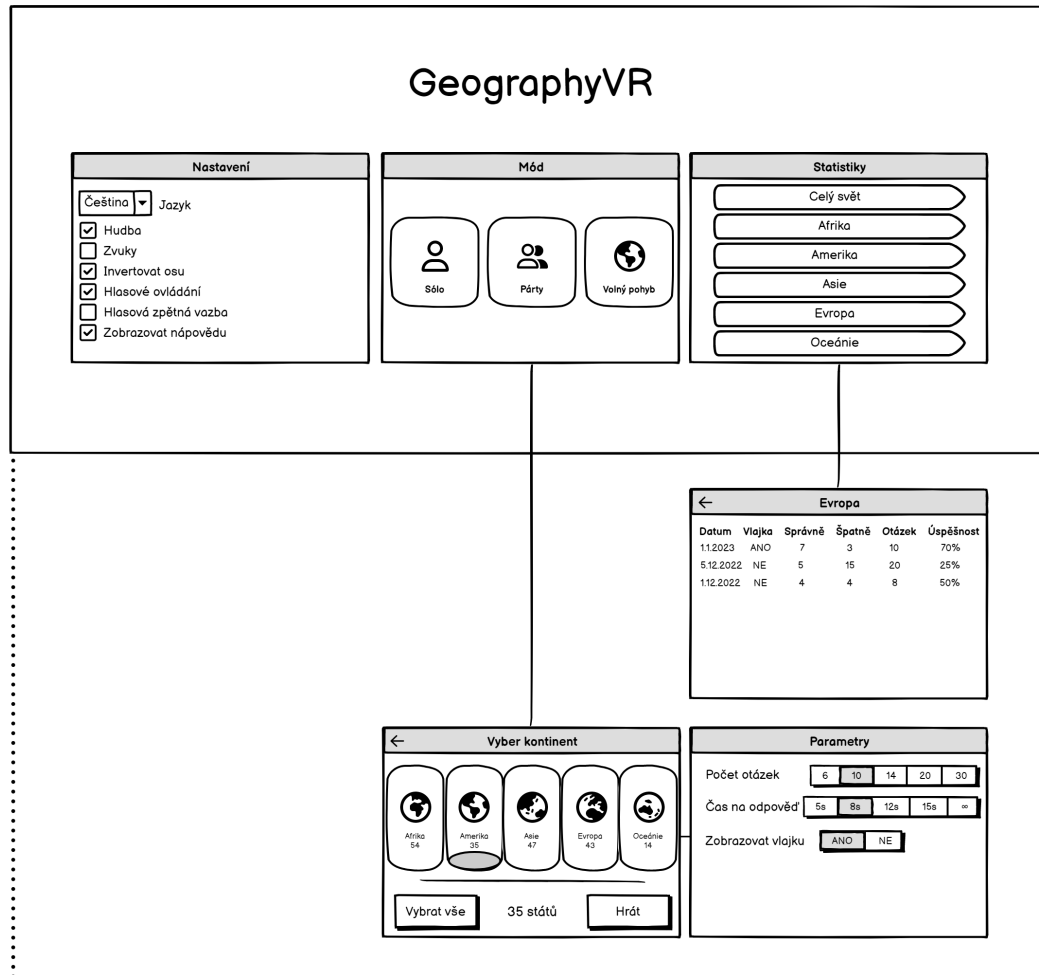 GeographyVR
Nastavení
Čeština
Jazyk
Hudba
Zvuky
Invertovat osu
Hlasové ovládání
Hlasová zpětná vazba
Zobrazovat nápovědu
Mód
Sólo
Párty
Volný pohyb
Statistiky
Celý svět
Afrika
Amerika
Asie
Evropa
Oceánie
Evropa
Datum Vlajka Správně Špatně Otázek Úspěšnost
1.1.2023 ANO 7 3 10 70%
5.12.2022 NE 5 15 20 25%
1.12.2022 NE 4 4 8 50%
Vyber kontinent
Afrika
54
Amerika
35
Asie
47
Evropa
43
Oceánie
14
Vybrat vše
35 států
Hrát
Parametry
Počet otázek 6 10 14 20 30
Čas na odpověď 5s 8s 12s 15s ∞
Zobrazovat vlajku ANO NE